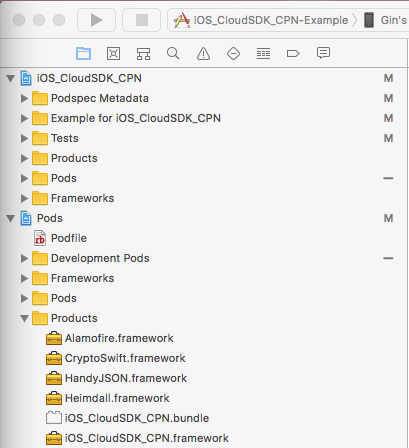 iOS_CloudSDK_CPN-Example 〉 Gin's
iOS_CloudSDK_CPN M
Podspec Metadata M
Example for iOS_CloudSDK_CPN M
Tests M
Products
Pods —
Frameworks
Pods M
rb Podfile
Development Pods —
Frameworks
Pods
Products
Alamofire.framework
CryptoSwift.framework
HandyJSON.framework
Heimdall.framework
iOS_CloudSDK_CPN.bundle
iOS_CloudSDK_CPN.framework